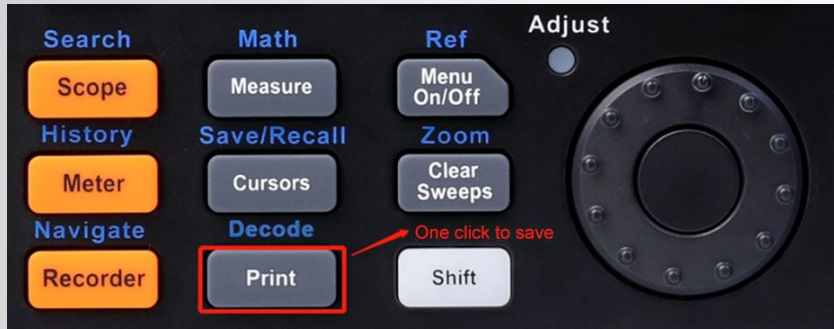 Adjust
Search Math Ref
Scope Measure Menu
On/Off
History Save/Recall Zoom
Meter Cursors Clear
Sweeps
Navigate Decode One click to save
Recorder Print Shift